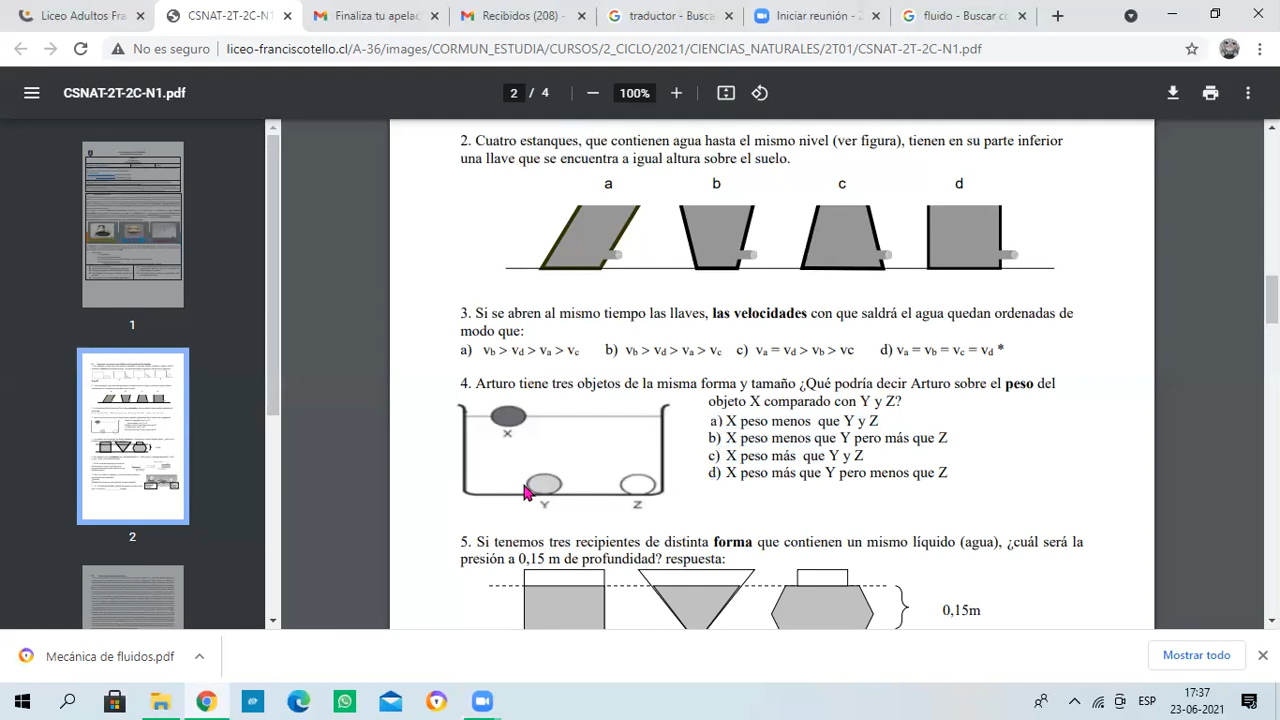 Liceo Adultos Fra
CSNAT-2T-2C-N1.
Finaliza tu apelac
Recibidos (208) -
traductor - Busca
Iniciar reunión - Z
fluido - Buscar co
No es seguro
liceo-franciscotello.cl/A-36/images/CORMUN_ESTUDIA/CURSOS/2_CICLO/2021/CIENCIAS_NATURALES/2T01/CSNAT-2T-2C-N1.pdf
CSNAT-2T-2C-N1.pdf
2 / 4
100%
1
2
2. Cuatro estanques, que contienen agua hasta el mismo nivel (ver figura), tienen en su parte inferior
una llave que se encuentra a igual altura sobre el suelo.
a b c d
3. Si se abren al mismo tiempo las llaves, las velocidades con que saldrá el agua quedan ordenadas de
modo que:
a) vb > vd > va > vc b) vb > vd > va > vc c) va = vd > vb > vc d) va = vb = vc = vd *
4. Arturo tiene tres objetos de la misma forma y tamaño ¿Qué podría decir Arturo sobre el peso del
objeto X comparado con Y y Z?
a) X peso menos que Y y Z
b) X peso menos que Y pero más que Z
c) X peso más que Y y Z
d) X peso más que Y pero menos que Z
X
Y
Z
5. Si tenemos tres recipientes de distinta forma que contienen un mismo líquido (agua), ¿cuál será la
presión a 0,15 m de profundidad? respuesta:
0,15m
Mecánica de fluidos.pdf
Mostrar todo
ESP
17:37
23-06-2021